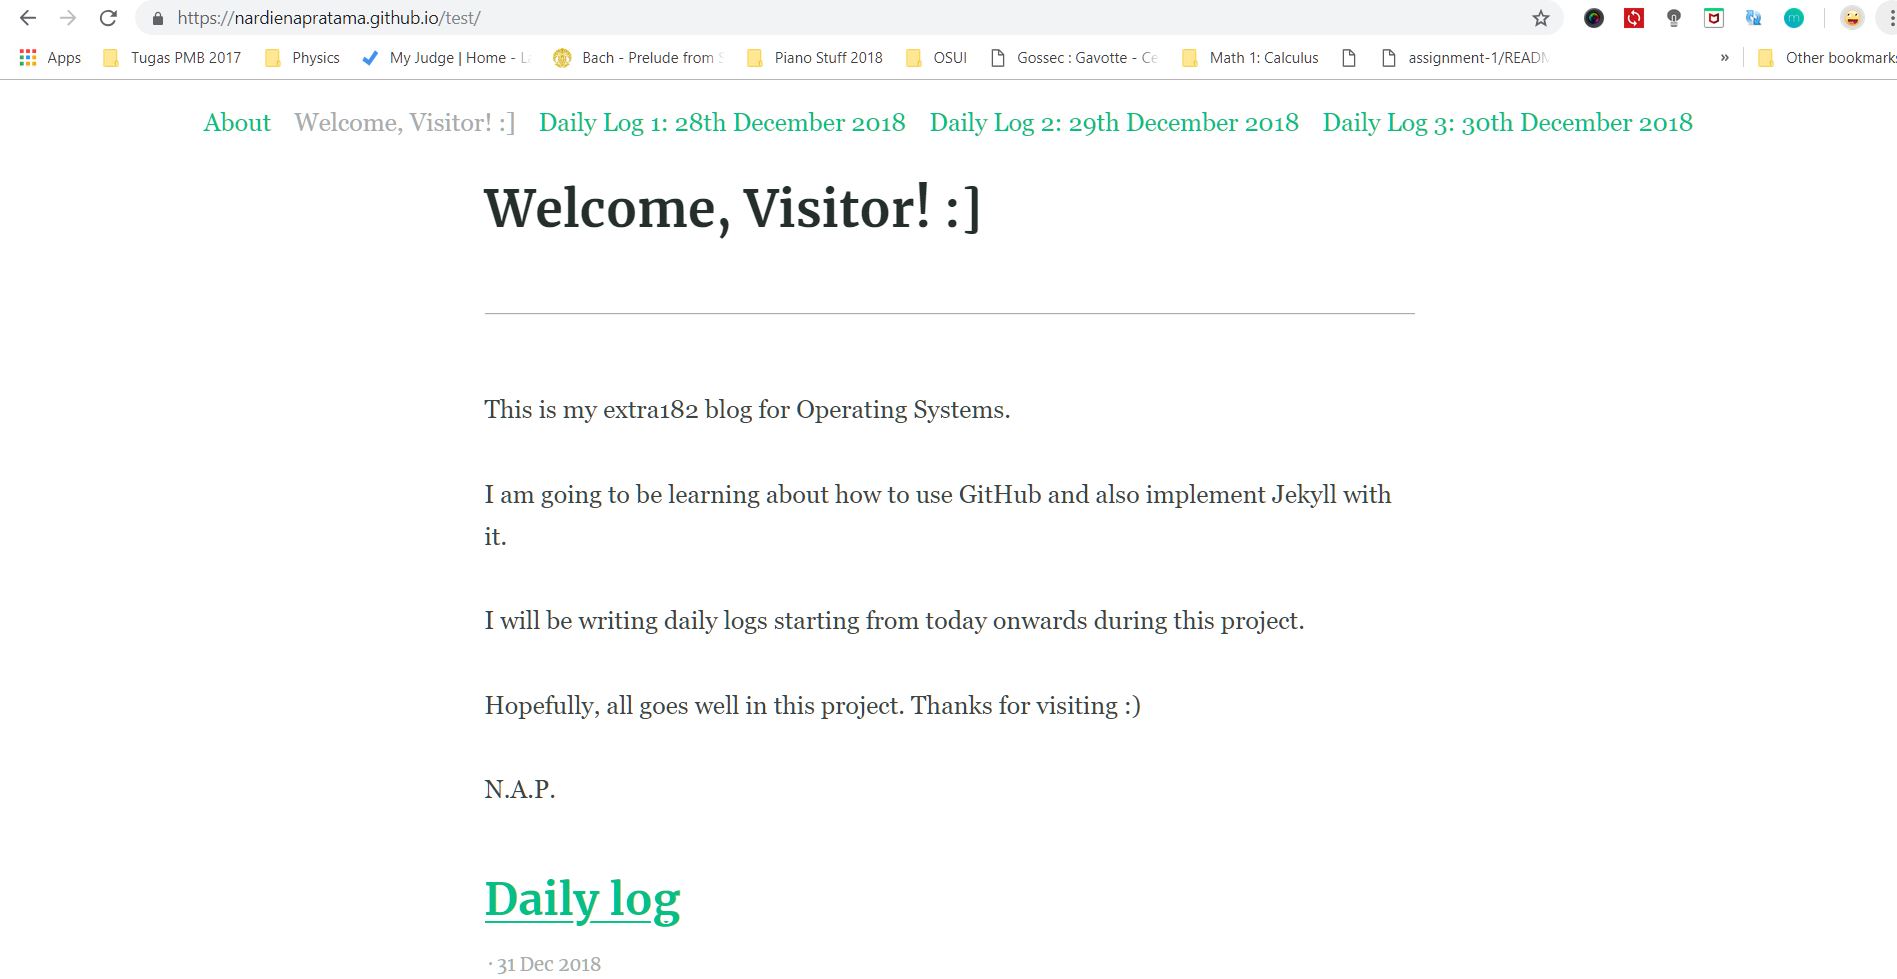 https://nardienapratama.github.io/test/
Apps Tugas PMB 2017 Physics My Judge | Home - Bach - Prelude from Piano Stuff 2018 OSUI Gossec : Gavotte - Math 1: Calculus assignment-1/READ » Other bookmarks
About Welcome, Visitor! :] Daily Log 1: 28th December 2018 Daily Log 2: 29th December 2018 Daily Log 3: 30th December 2018
Welcome, Visitor! :]
This is my extra182 blog for Operating Systems.
I am going to be learning about how to use GitHub and also implement Jekyll with
it.
I will be writing daily logs starting from today onwards during this project.
Hopefully, all goes well in this project. Thanks for visiting :)
N.A.P.
Daily log
· 31 Dec 2018